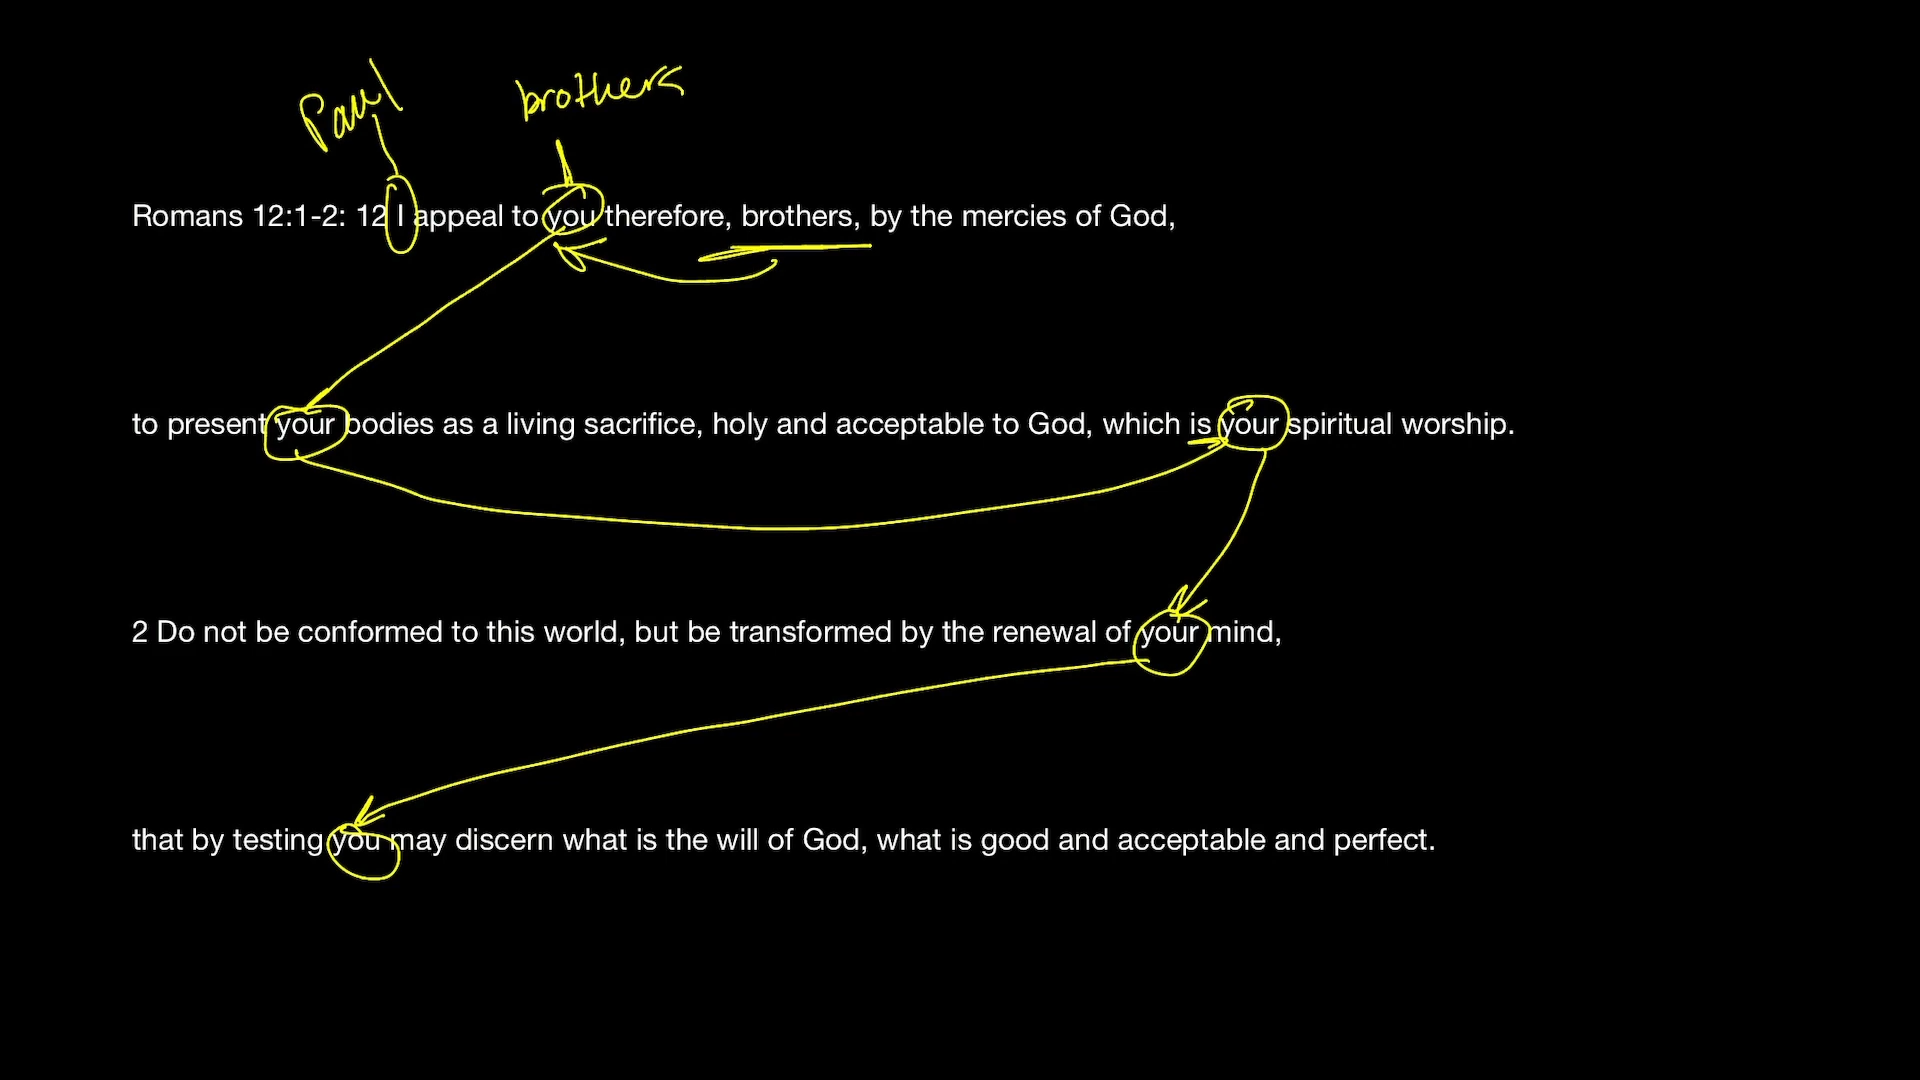 Paul brothers
Romans 12:1-2: 12 I appeal to you therefore, brothers, by the mercies of God,
to present your bodies as a living sacrifice, holy and acceptable to God, which is your spiritual worship.
2 Do not be conformed to this world, but be transformed by the renewal of your mind,
that by testing you may discern what is the will of God, what is good and acceptable and perfect.